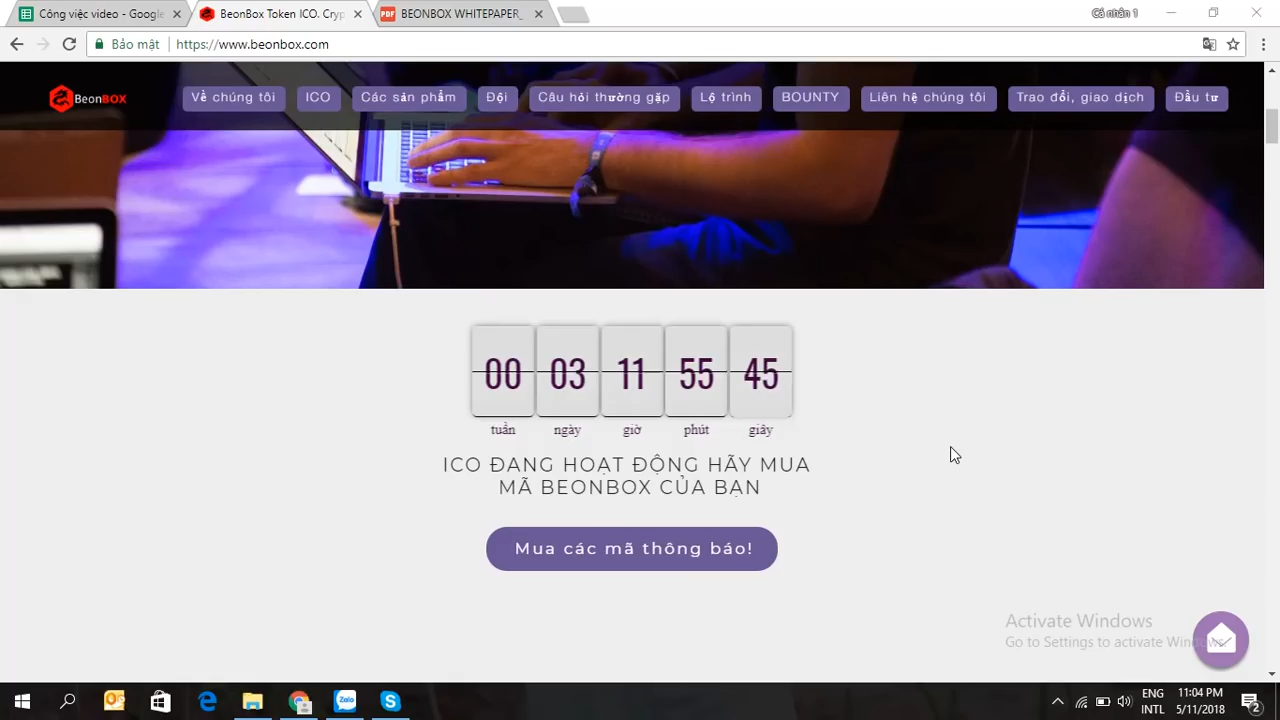 Công việc video - Google
BeonBox Token ICO. Cryp
BEONBOX WHITEPAPER_
Cá nhân 1
Bảo mật
https://www.beonbox.com
BeonBOX
Về chúng tôi
ICO
Các sản phẩm
Đội
Câu hỏi thường gặp
Lộ trình
BOUNTY
Liên hệ chúng tôi
Trao đổi, giao dịch
Đầu tư
00 03 11 55 45
tuần ngày giờ phút giây
ICO ĐANG HOẠT ĐỘNG HÃY MUA
MÃ BEONBOX CỦA BẠN
Mua các mã thông báo!
Activate Windows
Go to Settings to activate Windows.
Zalo
ENG
INTL
11:04 PM
5/11/2018
2